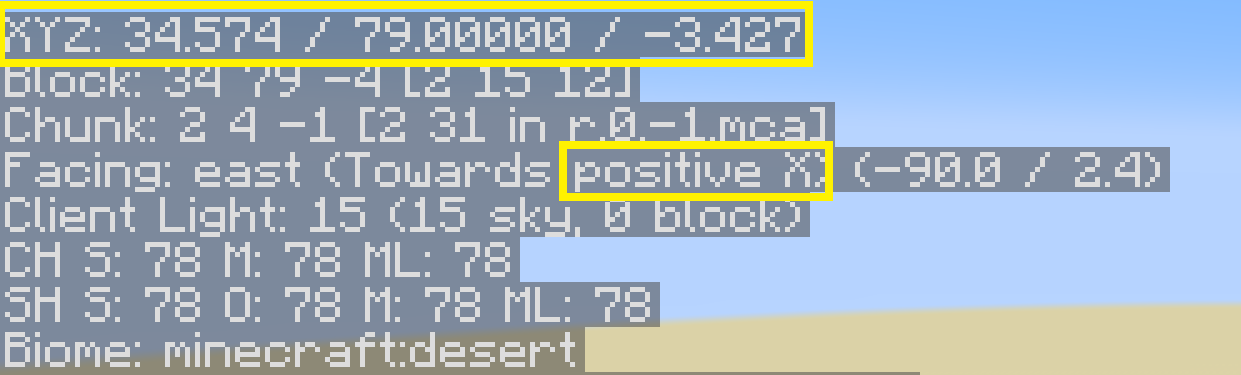 XYZ: 34.574 / 79.00000 / -3.427
Block: 34 79 -4 [2 15 12]
Chunk: 2 4 -1 [2 31 in r.0.-1.mca]
Facing: east (Towards positive X) (-90.0 / 2.4)
Client Light: 15 (15 sky, 0 block)
CH S: 78 M: 78 ML: 78
SH S: 78 O: 78 M: 78 ML: 78
Biome: minecraft:desert